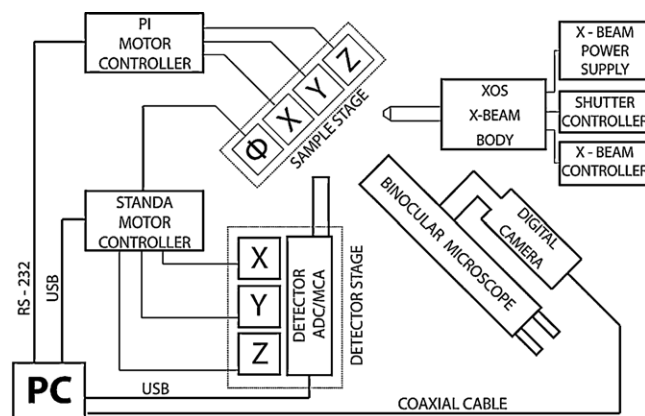 PI
MOTOR
CONTROLLER
Φ X Y Z
SAMPLE STAGE
X - BEAM
POWER
SUPPLY
XOS
X-BEAM
BODY
SHUTTER
CONTROLLER
X - BEAM
CONTROLLER
STANDA
MOTOR
CONTROLLER
X
Y
Z
DETECTOR
ADC/MCA
DETECTOR STAGE
BINOCULAR MICROSCOPE
DIGITAL
CAMERA
RS - 232
USB
PC
USB
COAXIAL CABLE